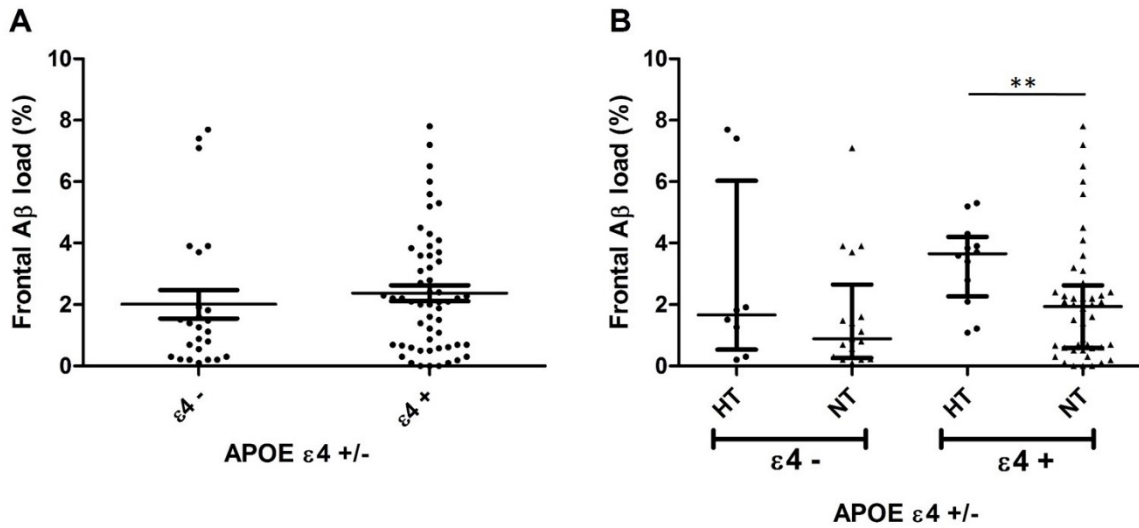 A
Frontal Aβ load (%)
10
8
6
4
2
0
ε4 -
ε4 +
APOE ε4 +/-
B
Frontal Aβ load (%)
10
8
6
4
2
0
**
HT
NT
HT
NT
ε4 -
ε4 +
APOE ε4 +/-